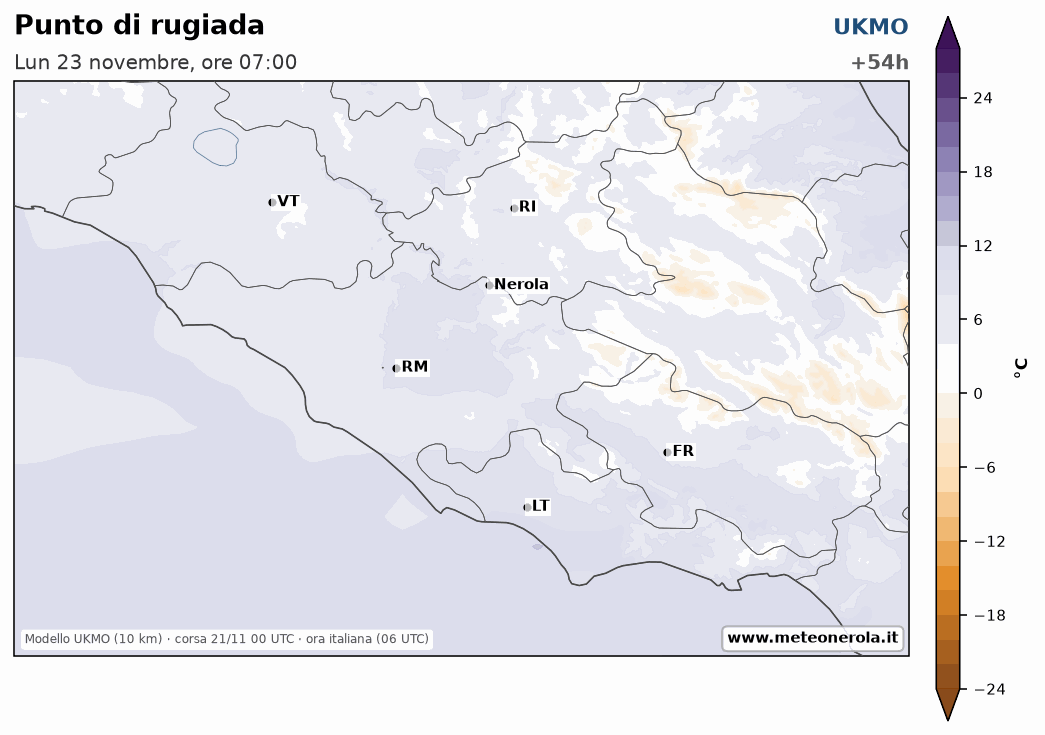 Punto di rugiada
UKMO
Lun 23 novembre, ore 07:00
+54h
VT
RI
Nerola
RM
FR
LT
24
18
12
6
0
−6
−12
−18
−24
°C
Modello UKMO (10 km) · corsa 21/11 00 UTC · ora italiana (06 UTC)
www.meteonerola.it